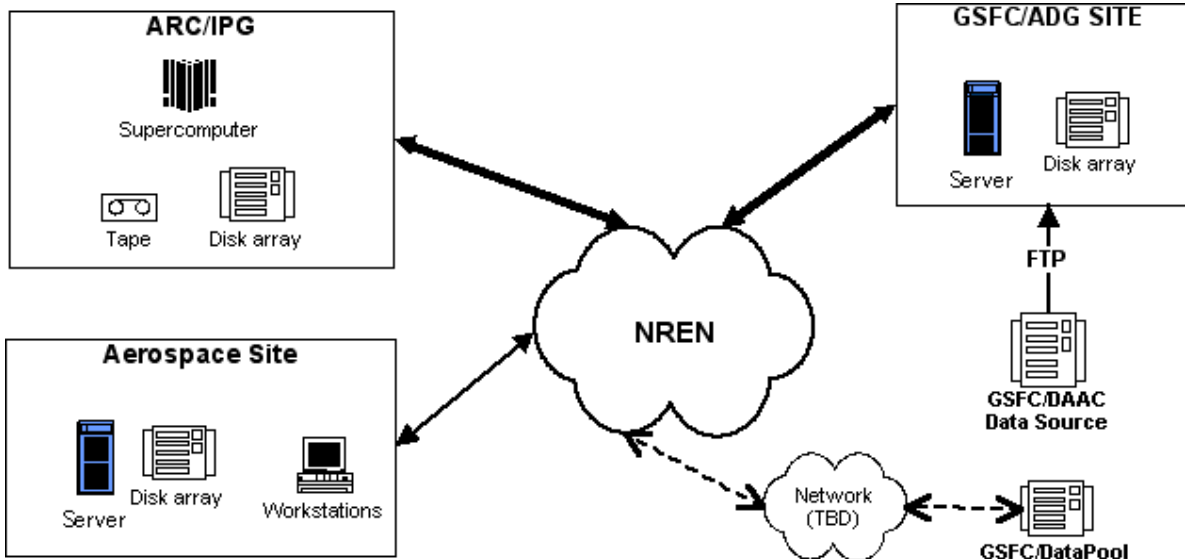 ARC/IPG
Supercomputer
Tape
Disk array
GSFC/ADG SITE
Server
Disk array
FTP
GSFC/DAAC
Data Source
NREN
Aerospace Site
Server
Disk array
Workstations
Network
(TBD)
GSFC/DataPool